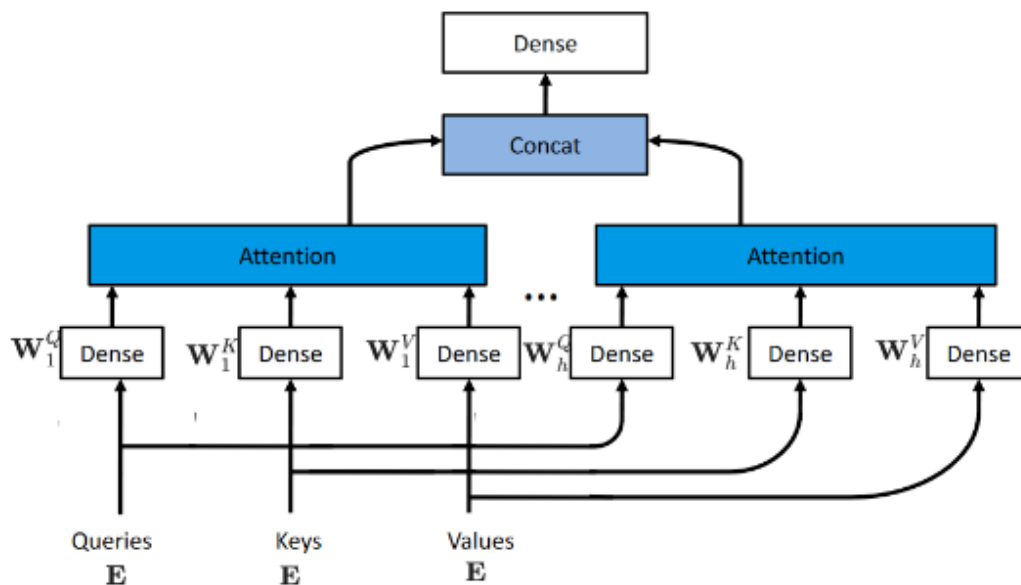 Dense
Concat
Attention
Attention
...
W_1^Q Dense W_1^K Dense W_1^V Dense W_h^Q Dense W_h^K Dense W_h^V Dense
Queries Keys Values
E E E